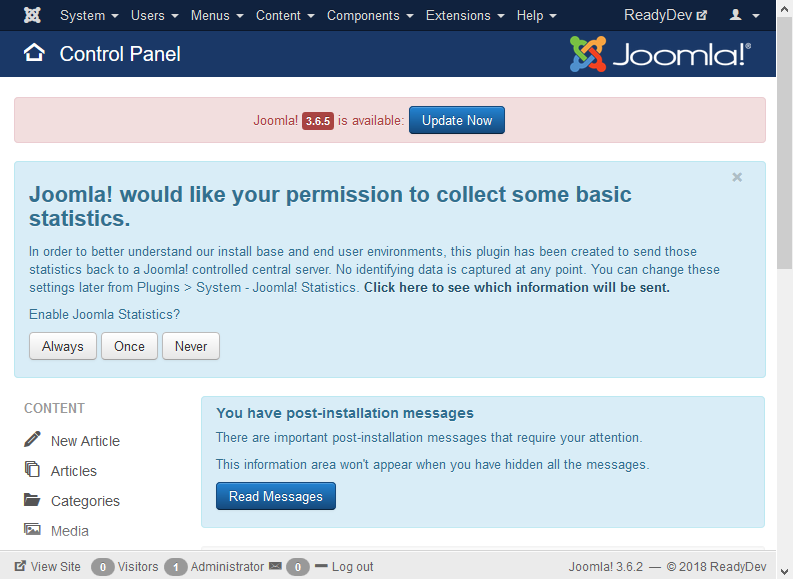 System Users Menus Content Components Extensions Help ReadyDev
Control Panel Joomla!®
Joomla! 3.6.5 is available: Update Now
Joomla! would like your permission to collect some basic
statistics.
In order to better understand our install base and end user environments, this plugin has been created to send those
statistics back to a Joomla! controlled central server. No identifying data is captured at any point. You can change these
settings later from Plugins > System - Joomla! Statistics. Click here to see which information will be sent.
Enable Joomla Statistics?
Always Once Never
CONTENT
New Article
Articles
Categories
Media
You have post-installation messages
There are important post-installation messages that require your attention.
This information area won't appear when you have hidden all the messages.
Read Messages
View Site 0 Visitors 1 Administrator 0 Log out Joomla! 3.6.2 — © 2018 ReadyDev